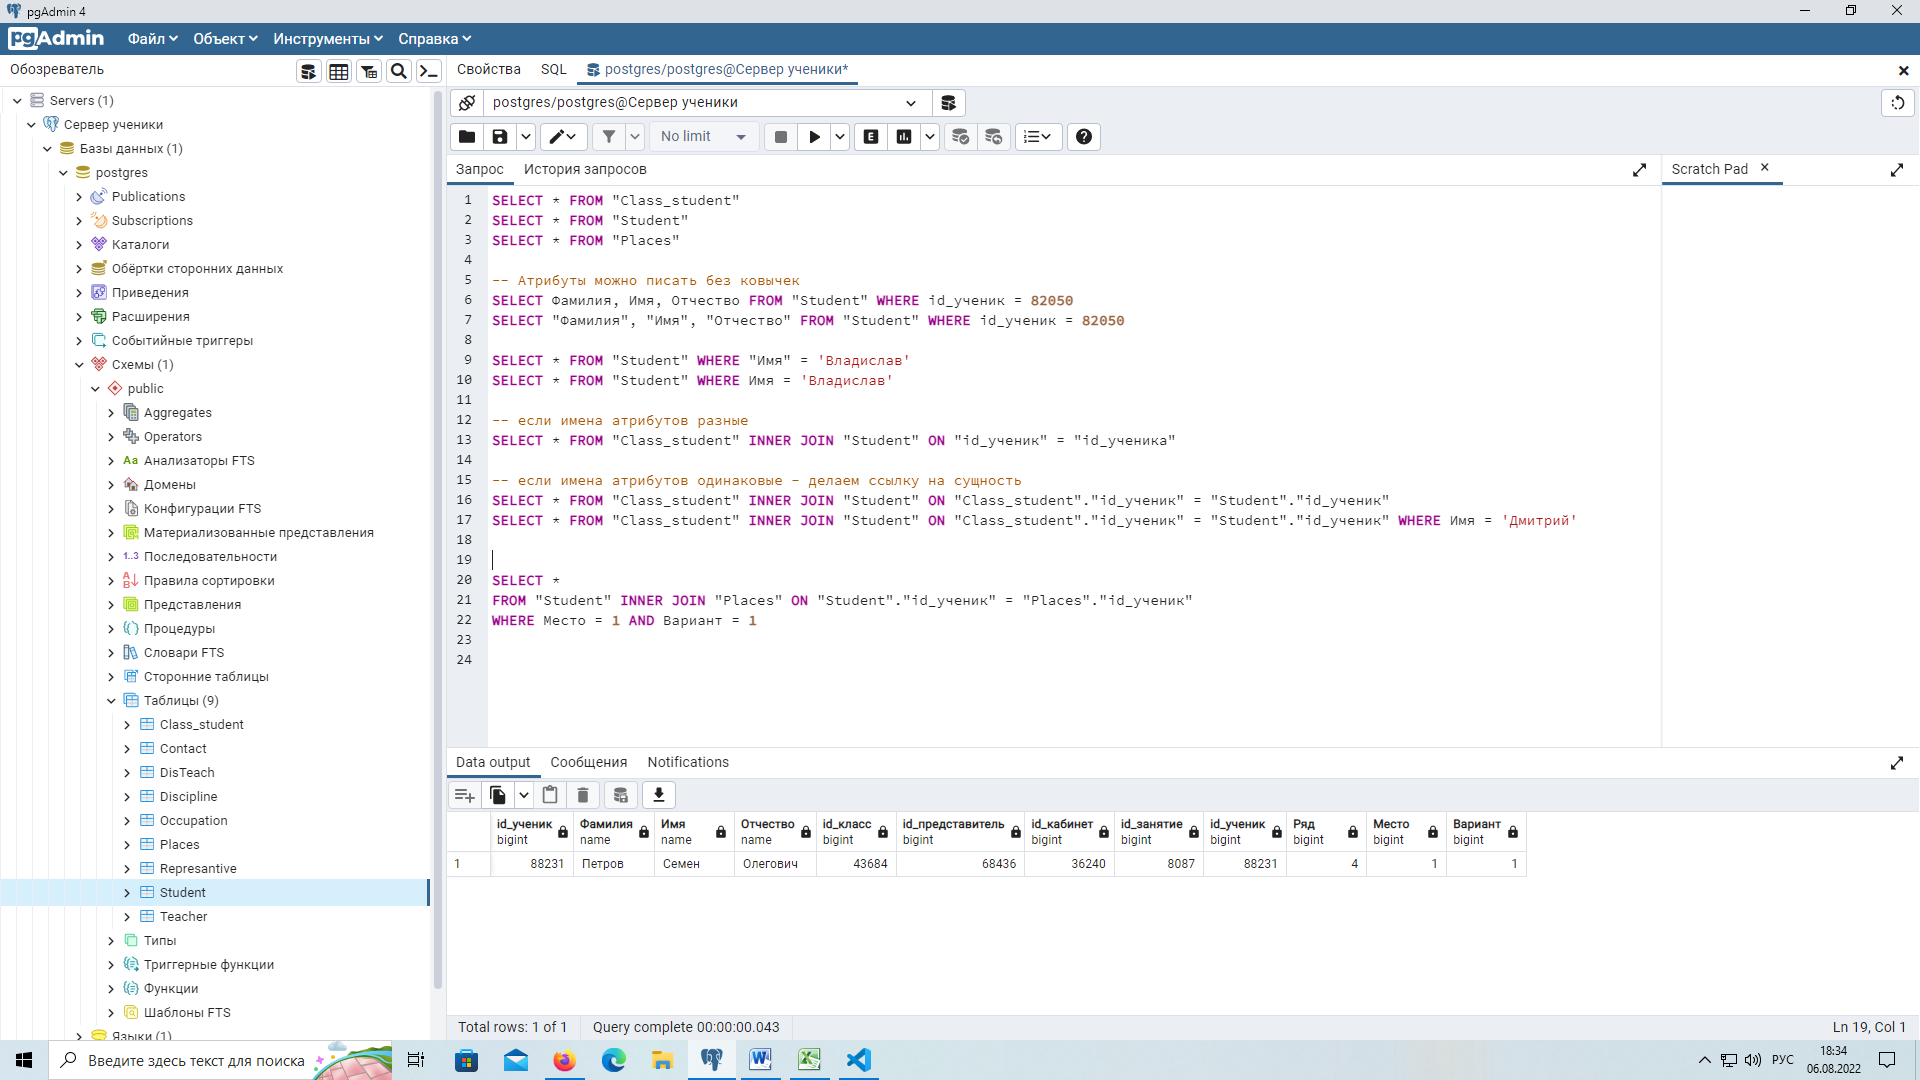 pgAdmin 4
pgAdmin
Файл
Объект
Инструменты
Справка
Обозреватель
Свойства
SQL
postgres/postgres@Сервер ученики*
Servers (1)
Сервер ученики
Базы данных (1)
postgres
Publications
Subscriptions
Каталоги
Обёртки сторонних данных
Приведения
Расширения
Событийные триггеры
Схемы (1)
public
Aggregates
Operators
Анализаторы FTS
Домены
Конфигурации FTS
Материализованные представления
Последовательности
Правила сортировки
Представления
Процедуры
Словари FTS
Сторонние таблицы
Таблицы (9)
Class_student
Contact
DisTeach
Discipline
Occupation
Places
Represantive
Student
Teacher
Типы
Триггерные функции
Функции
Шаблоны FTS
Языки (1)
postgres/postgres@Сервер ученики
No limit
Запрос
История запросов
Scratch Pad
1 SELECT * FROM "Class_student"
2 SELECT * FROM "Student"
3 SELECT * FROM "Places"
4
5 -- Атрибуты можно писать без ковычек
6 SELECT Фамилия, Имя, Отчество FROM "Student" WHERE id_ученик = 82050
7 SELECT "Фамилия", "Имя", "Отчество" FROM "Student" WHERE id_ученик = 82050
8
9 SELECT * FROM "Student" WHERE "Имя" = 'Владислав'
10 SELECT * FROM "Student" WHERE Имя = 'Владислав'
11
12 -- если имена атрибутов разные
13 SELECT * FROM "Class_student" INNER JOIN "Student" ON "id_ученик" = "id_ученика"
14
15 -- если имена атрибутов одинаковые - делаем ссылку на сущность
16 SELECT * FROM "Class_student" INNER JOIN "Student" ON "Class_student"."id_ученик" = "Student"."id_ученик"
17 SELECT * FROM "Class_student" INNER JOIN "Student" ON "Class_student"."id_ученик" = "Student"."id_ученик" WHERE Имя = 'Дмитрий'
18
19
20 SELECT *
21 FROM "Student" INNER JOIN "Places" ON "Student"."id_ученик" = "Places"."id_ученик"
22 WHERE Место = 1 AND Вариант = 1
23
24
Data output
Сообщения
Notifications
id_ученик Фамилия Имя Отчество id_класс id_представитель id_кабинет id_занятие id_ученик Ряд Место Вариант
bigint name name name bigint bigint bigint bigint bigint bigint bigint bigint
1 88231 Петров Семен Олегович 43684 68436 36240 8087 88231 4 1 1
Total rows: 1 of 1
Query complete 00:00:00.043
Ln 19, Col 1
Введите здесь текст для поиска
РУС
18:34
06.08.2022